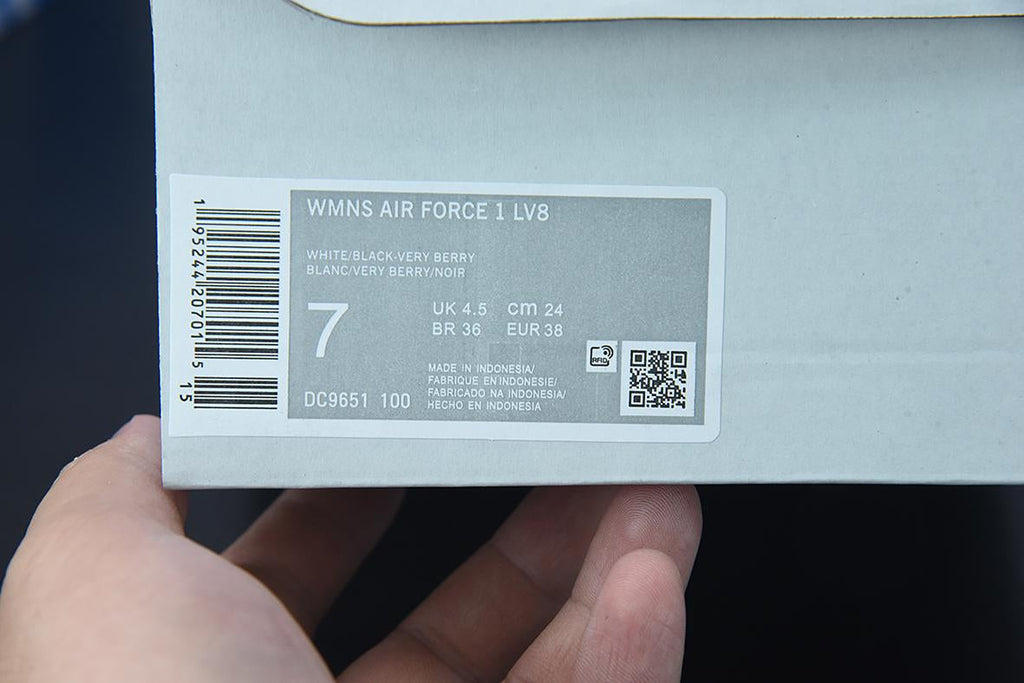 WMNS AIR FORCE 1 LV8
WHITE/BLACK-VERY BERRY
BLANC/VERY BERRY/NOIR
7
UK 4.5 cm 24
BR 36 EUR 38
MADE IN INDONESIA/
FABRIQUE EN INDONESIE/
FABRICADO NA INDONESIA/
HECHO EN INDONESIA
DC9651 100
RFID
1 95244 20701 5 15